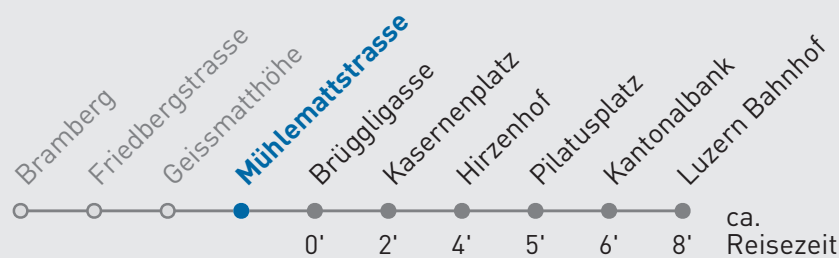 Bramberg
Friedbergstrasse
Geissmatthöhe
Mühlemattstrasse
Brüggligasse
Kasernenplatz
Hirzenhof
Pilatusplatz
Kantonalbank
Luzern Bahnhof
ca.
0' 2' 4' 5' 6' 8' Reisezeit